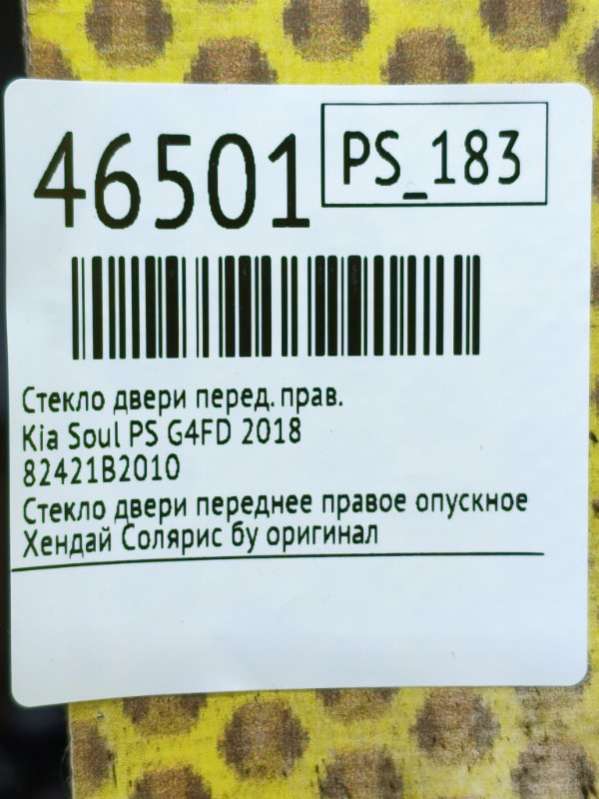 46501
PS_183
Стекло двери перед. прав.
Kia Soul PS G4FD 2018
82421B2010
Стекло двери переднее правое опускное
Хендай Солярис бу оригинал